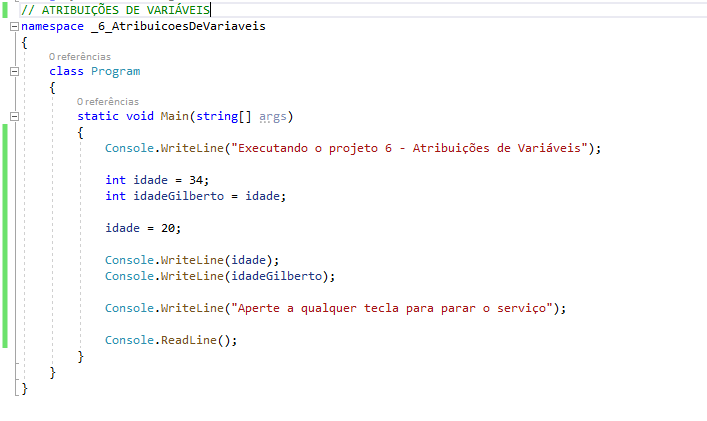 // ATRIBUIÇÕES DE VARIÁVEIS
namespace _6_AtribuicoesDeVariaveis
{
0 referências
class Program
{
0 referências
static void Main(string[] args)
{
Console.WriteLine("Executando o projeto 6 - Atribuições de Variáveis");
int idade = 34;
int idadeGilberto = idade;
idade = 20;
Console.WriteLine(idade);
Console.WriteLine(idadeGilberto);
Console.WriteLine("Aperte a qualquer tecla para parar o serviço");
Console.ReadLine();
}
}
}